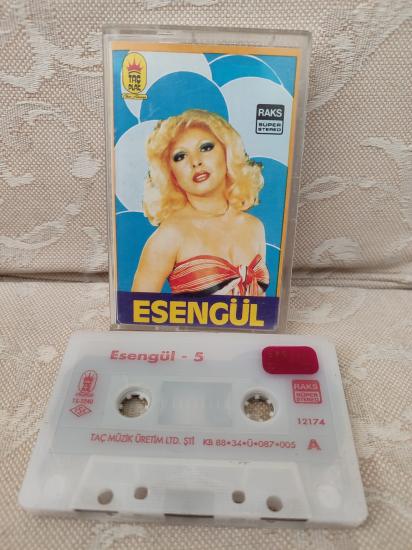 TAÇ
PLAK
RAKS
SÜPER
STEREO
ESENGÜL
Esengül - 5
RAKS
SÜPER
STEREO
12174
TAÇ MÜZİK ÜRETİM LTD. ŞTİ KB 88•34•Ü•087•005 A